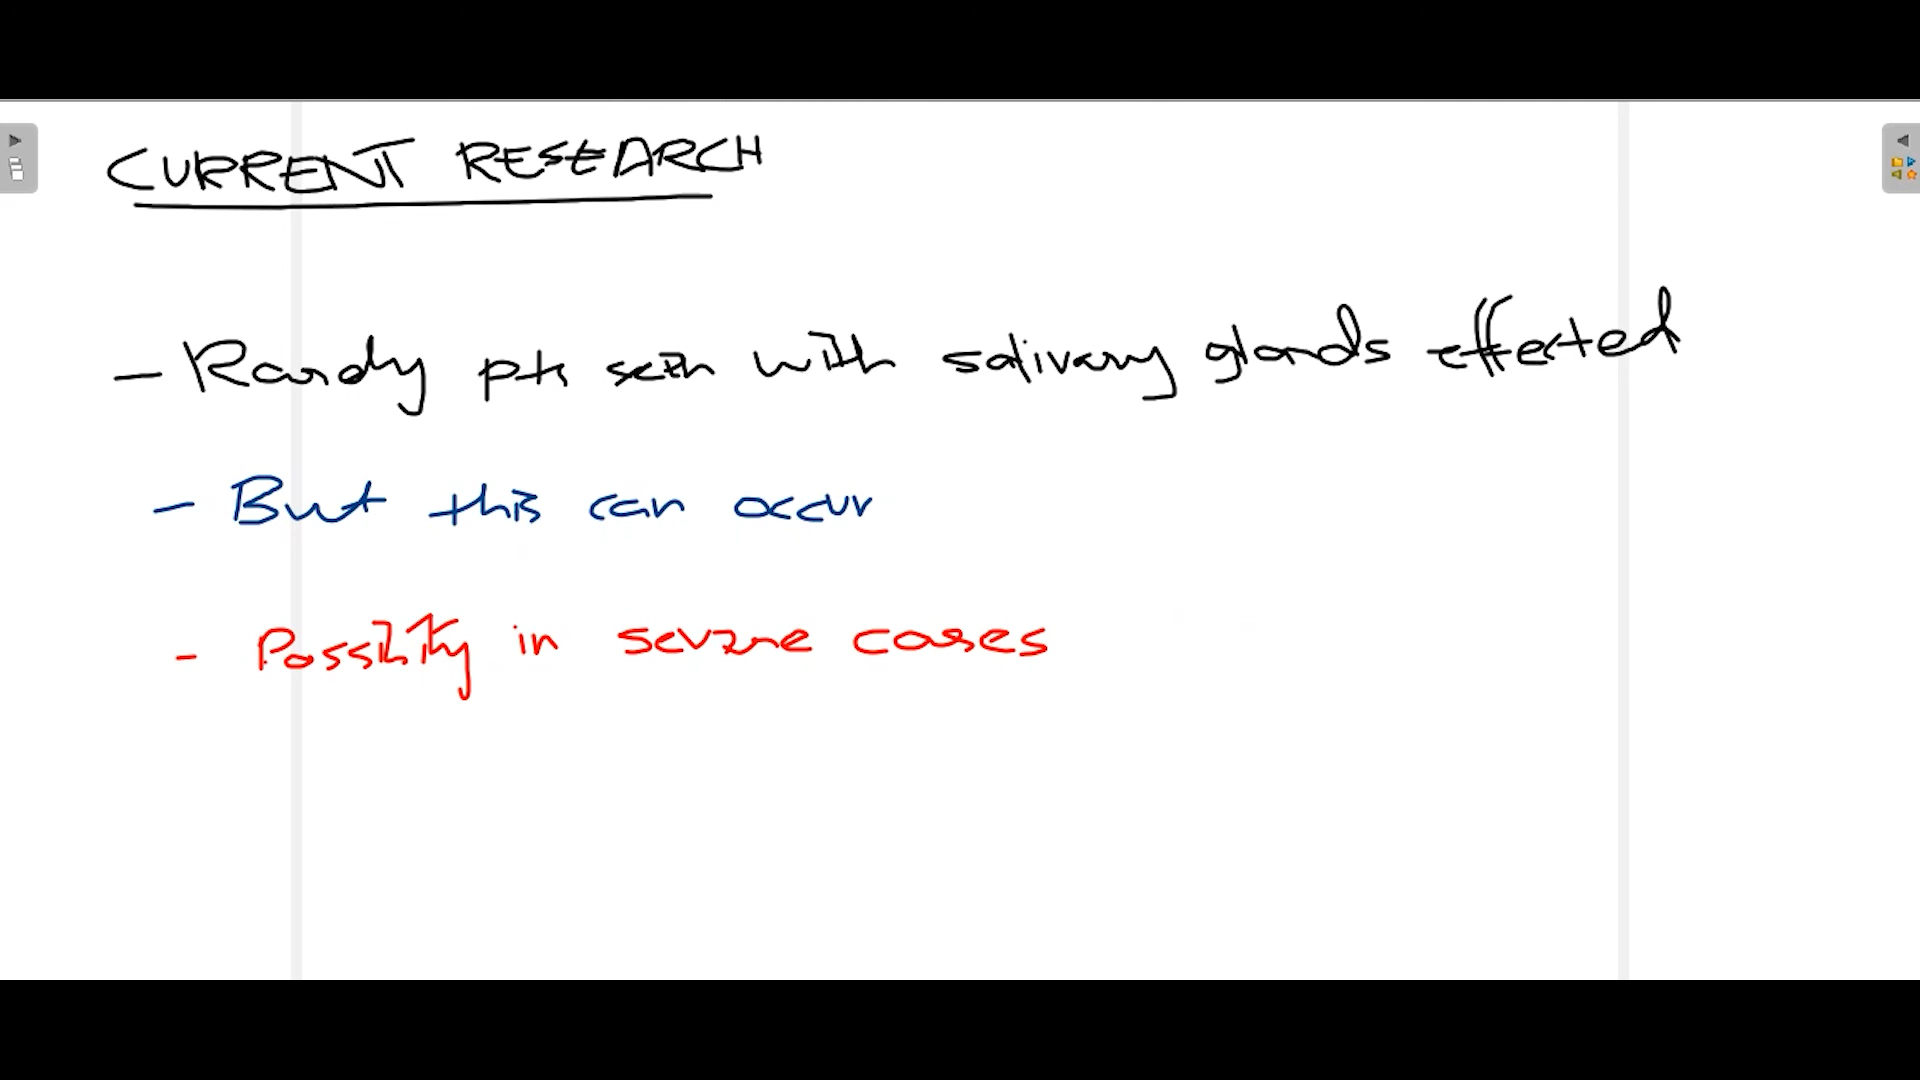 CURRENT RESEARCH
- Rarely pts seen with salivary glands effected
- But this can occur
- Possibility in severe cases